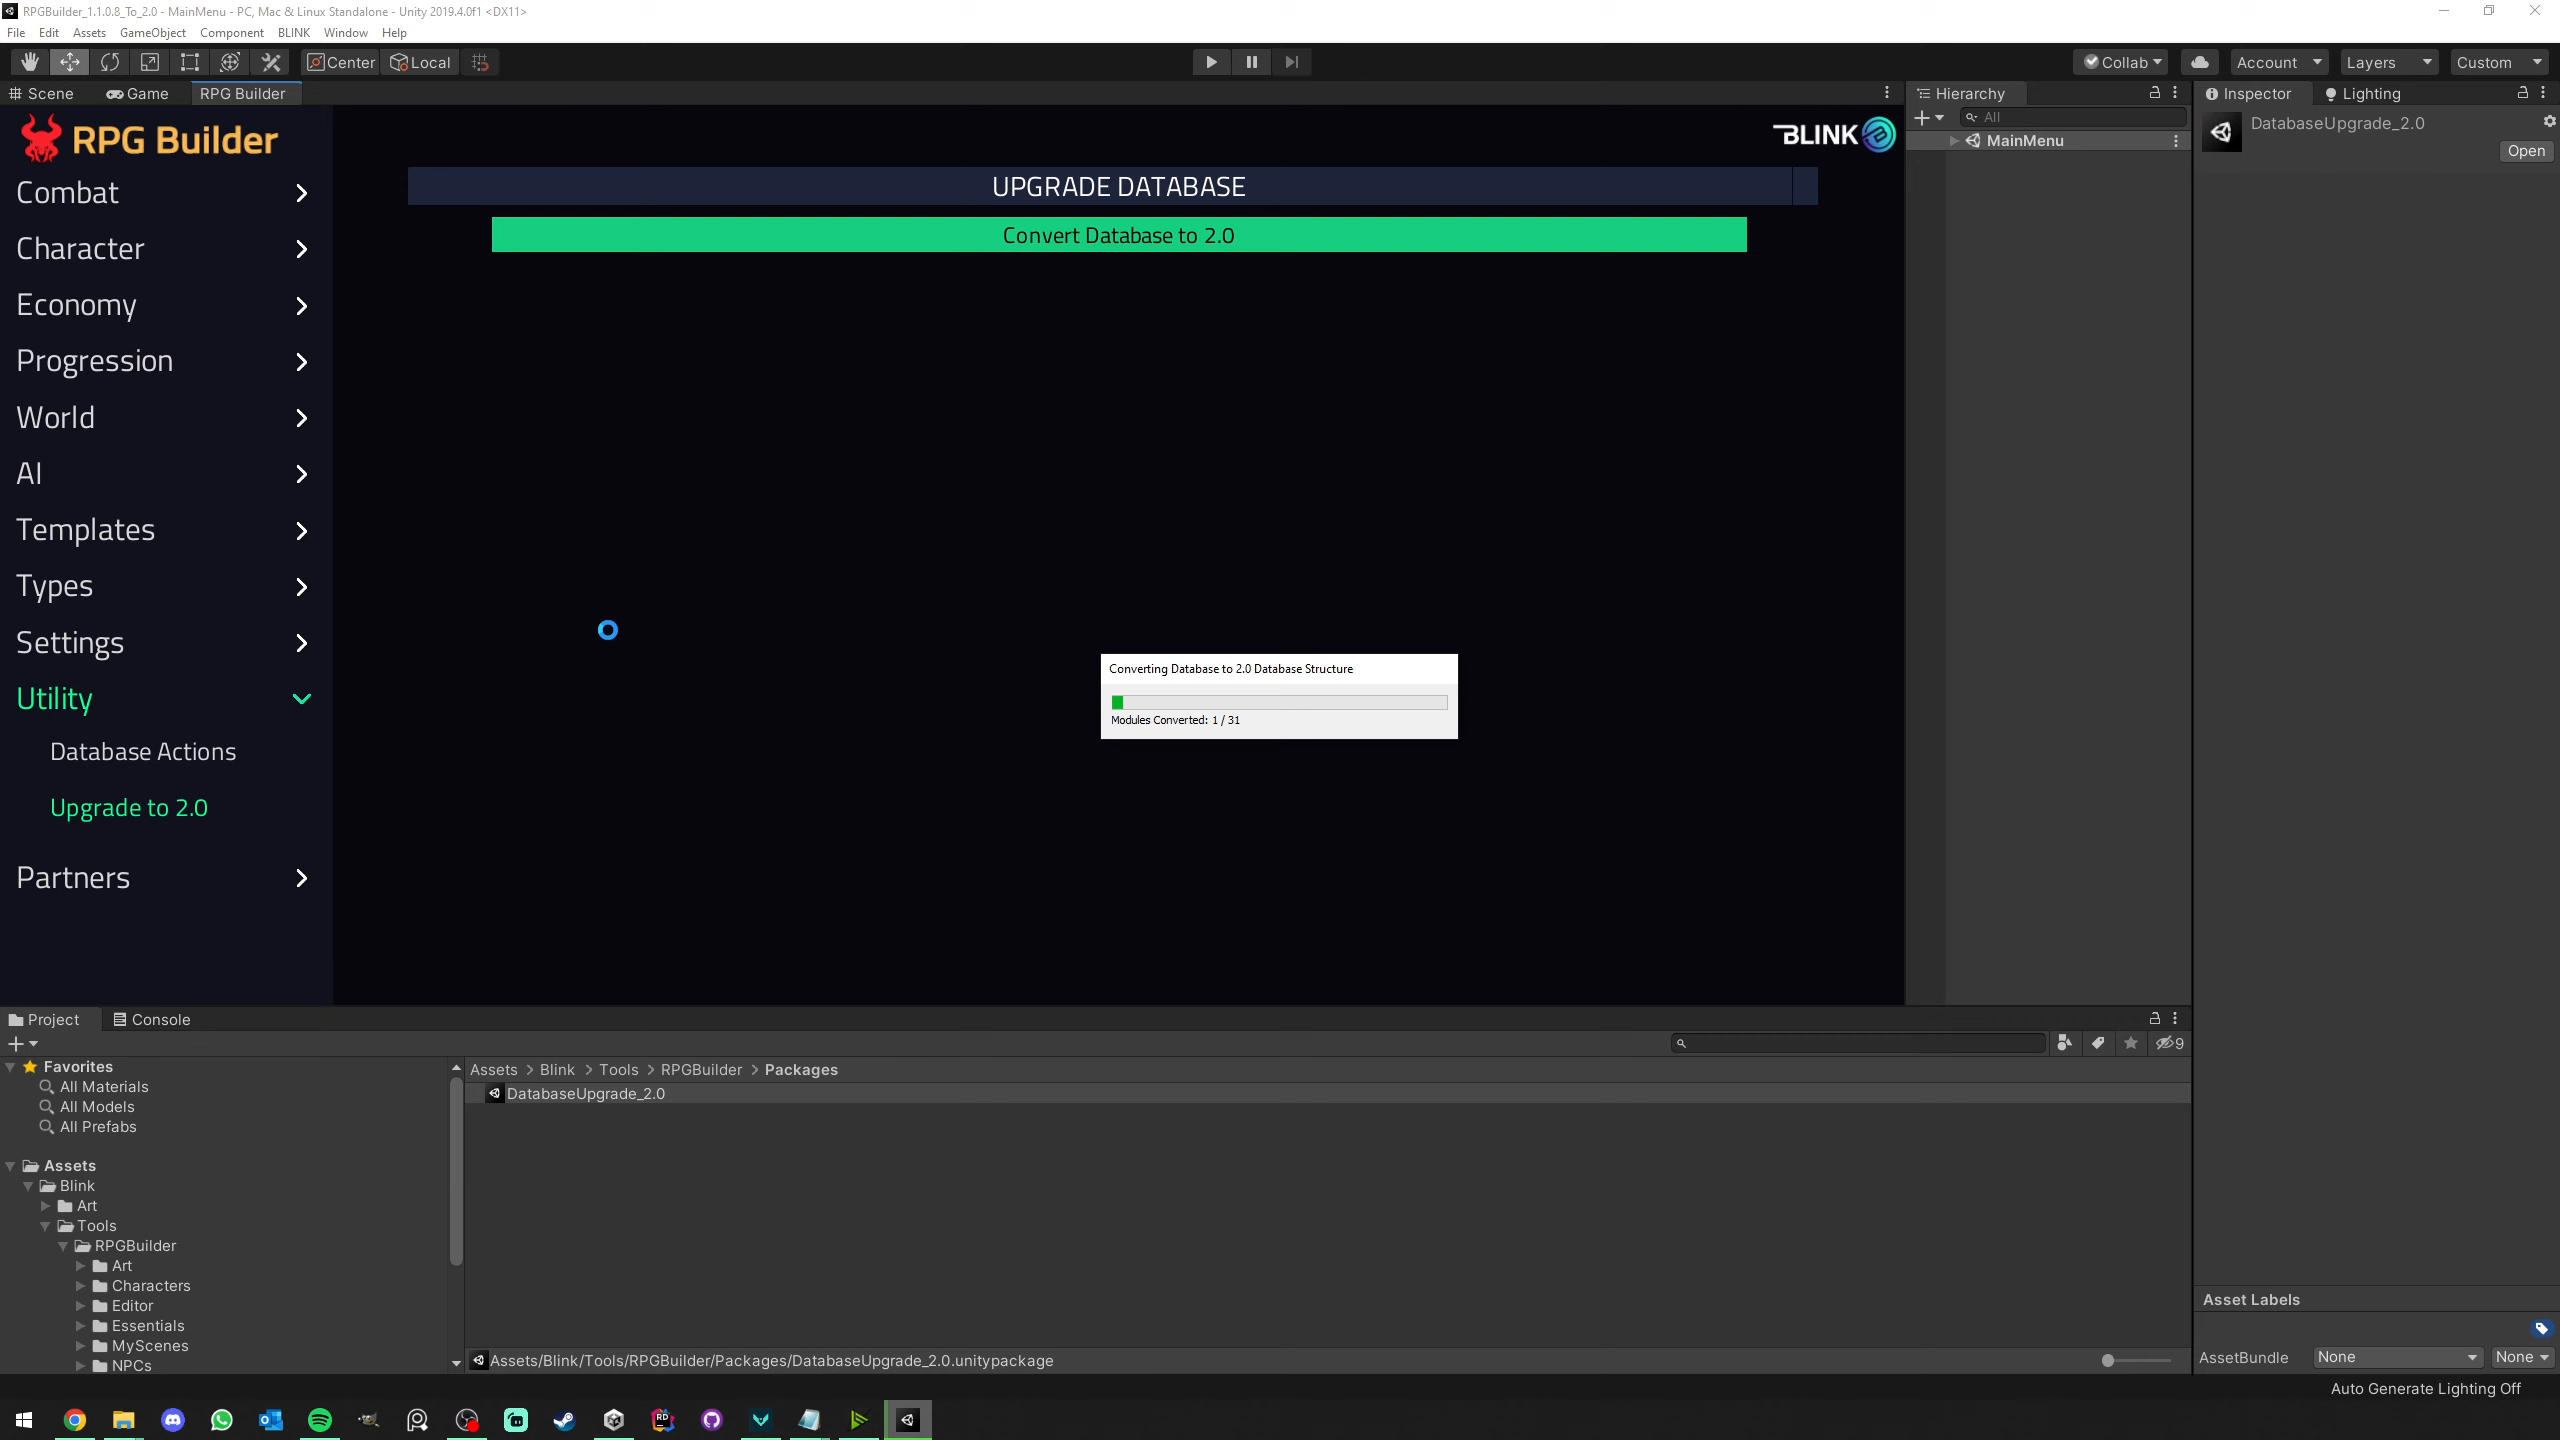 RPGBuilder_1.1.0.8_To_2.0 - MainMenu - PC, Mac & Linux Standalone - Unity 2019.4.0f1 <DX11>
File Edit Assets GameObject Component BLINK Window Help
Center Local Collab Account Layers Custom
Scene Game RPG Builder Hierarchy Inspector Lighting
All
MainMenu
DatabaseUpgrade_2.0
Open
RPG Builder
BLINK
Combat
Character
Economy
Progression
World
AI
Templates
Types
Settings
Utility
Database Actions
Upgrade to 2.0
Partners
UPGRADE DATABASE
Convert Database to 2.0
Converting Database to 2.0 Database Structure
Modules Converted: 1 / 31
Project Console
9
Favorites
All Materials
All Models
All Prefabs
Assets
Blink
Art
Tools
RPGBuilder
Art
Characters
Editor
Essentials
MyScenes
NPCs
Assets > Blink > Tools > RPGBuilder > Packages
DatabaseUpgrade_2.0
Assets/Blink/Tools/RPGBuilder/Packages/DatabaseUpgrade_2.0.unitypackage
Asset Labels
AssetBundle None None
Auto Generate Lighting Off
RD